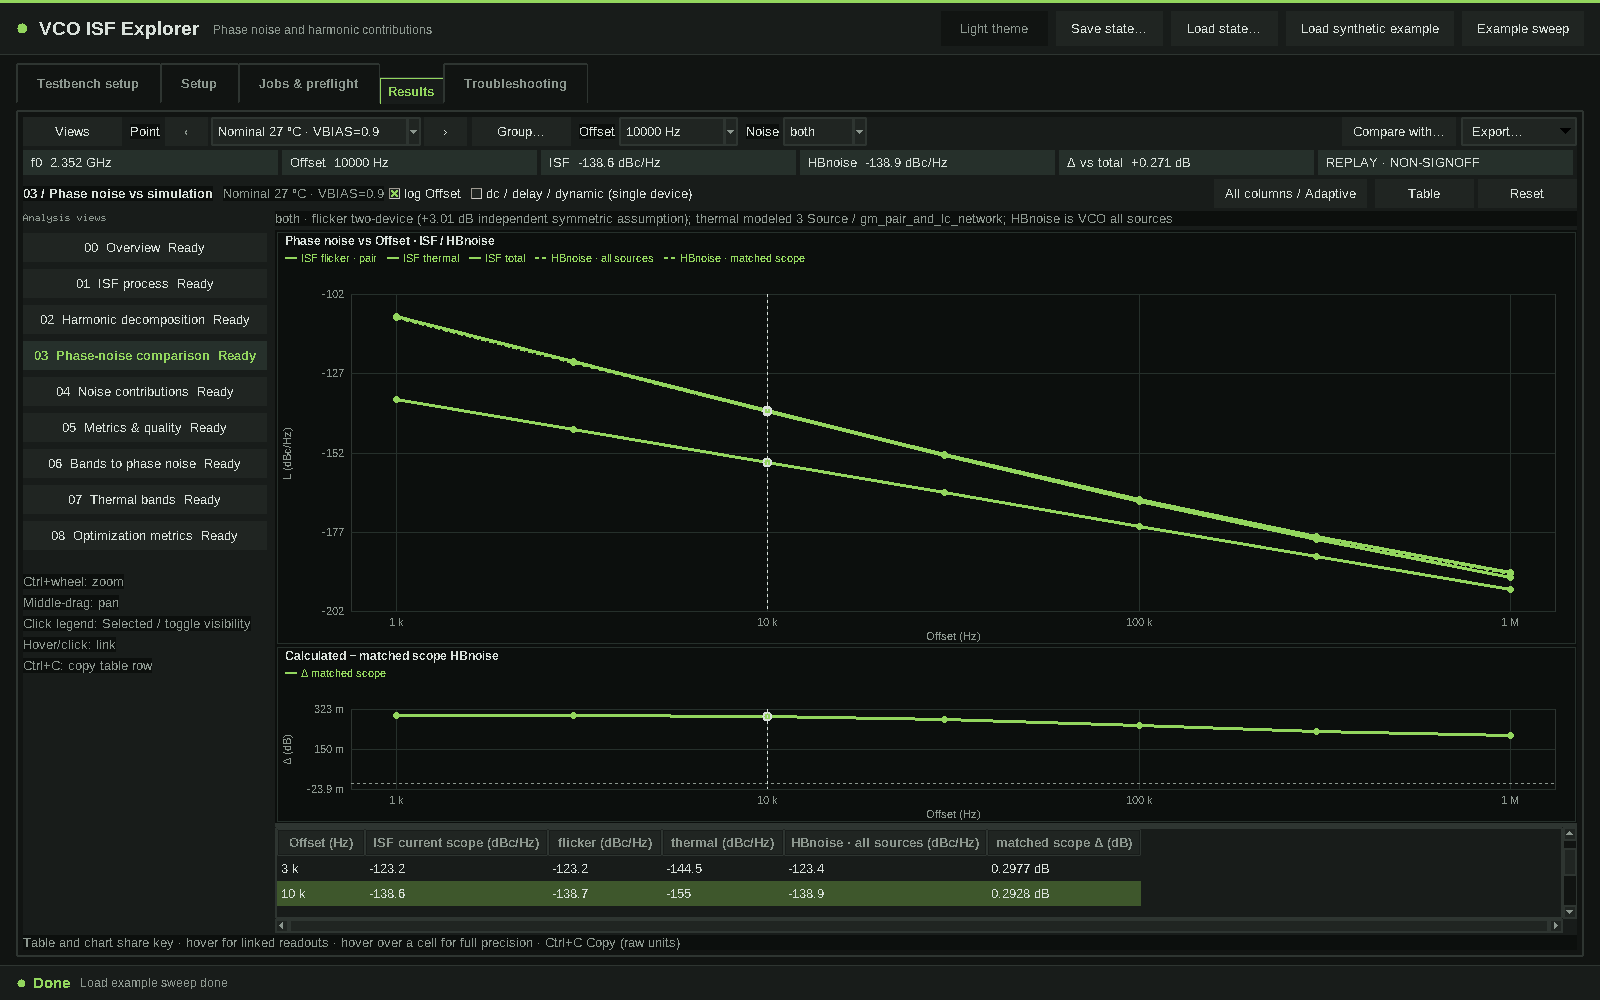 VCO ISF Explorer Phase noise and harmonic contributions Light theme Save state... Load state... Load synthetic example Example sweep
Testbench setup Setup Jobs & preflight Results Troubleshooting
Views Point ‹ Nominal 27 °C · VBIAS=0.9 › Group... Offset 10000 Hz Noise both Compare with... Export...
f0 2.352 GHz Offset 10000 Hz ISF -138.6 dBc/Hz HBnoise -138.9 dBc/Hz Δ vs total +0.271 dB REPLAY · NON-SIGNOFF
03 / Phase noise vs simulation Nominal 27 °C · VBIAS=0.9 log Offset dc / delay / dynamic (single device) All columns / Adaptive Table Reset
Analysis views
both · flicker two-device (+3.01 dB independent symmetric assumption); thermal modeled 3 Source / gm_pair_and_lc_network; HBnoise is VCO all sources
00 Overview Ready
01 ISF process Ready
02 Harmonic decomposition Ready
03 Phase-noise comparison Ready
04 Noise contributions Ready
05 Metrics & quality Ready
06 Bands to phase noise Ready
07 Thermal bands Ready
08 Optimization metrics Ready
Ctrl+wheel: zoom
Middle-drag: pan
Click legend: Selected / toggle visibility
Hover/click: link
Ctrl+C: copy table row
Phase noise vs Offset · ISF / HBnoise
ISF flicker · pair ISF thermal ISF total HBnoise · all sources HBnoise · matched scope
-102
-127
-152
-177
-202
L (dBc/Hz)
1 k 10 k 100 k 1 M
Offset (Hz)
Calculated − matched scope HBnoise
Δ matched scope
323 m
150 m
-23.9 m
Δ (dB)
1 k 10 k 100 k 1 M
Offset (Hz)
Offset (Hz) ISF current scope (dBc/Hz) flicker (dBc/Hz) thermal (dBc/Hz) HBnoise · all sources (dBc/Hz) matched scope Δ (dB)
3 k -123.2 -123.2 -144.5 -123.4 0.2977 dB
10 k -138.6 -138.7 -155 -138.9 0.2928 dB
Table and chart share key · hover for linked readouts · hover over a cell for full precision · Ctrl+C Copy (raw units)
Done Load example sweep done